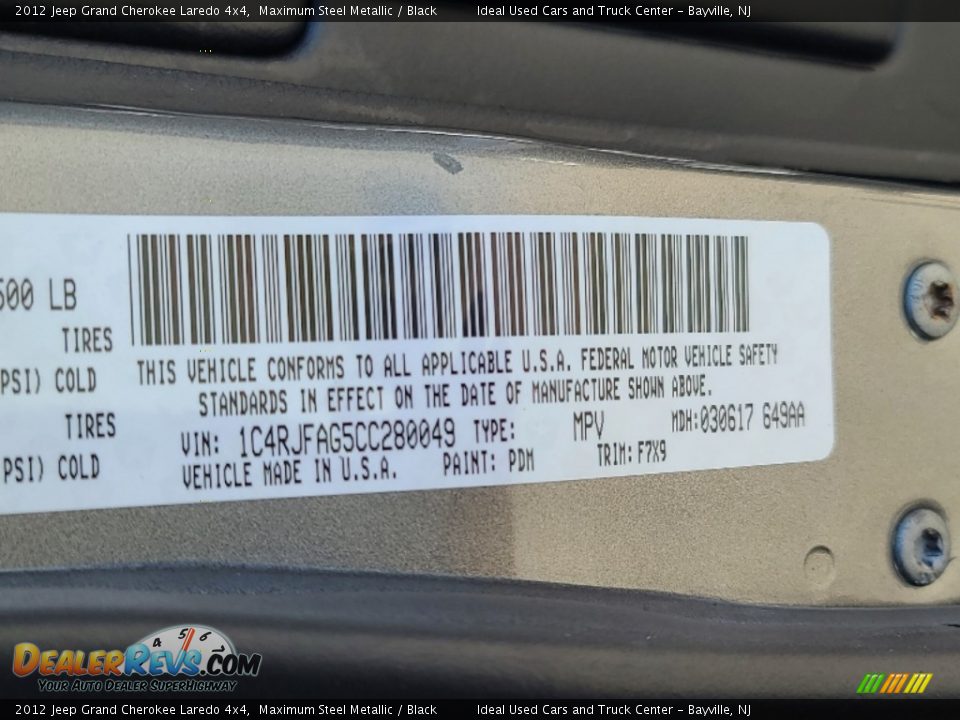 2012 Jeep Grand Cherokee Laredo 4x4, Maximum Steel Metallic / Black Ideal Used Cars and Truck Center - Bayville, NJ
500 LB
TIRES
PSI) COLD
TIRES
PSI) COLD
THIS VEHICLE CONFORMS TO ALL APPLICABLE U.S.A. FEDERAL MOTOR VEHICLE SAFETY
STANDARDS IN EFFECT ON THE DATE OF MANUFACTURE SHOWN ABOVE.
VIN: 1C4RJFAG5CC280049 TYPE: MPV MDH:030617 649AA
VEHICLE MADE IN U.S.A. PAINT: PDM TRIM: F7X9
4 5 6
DEALERREVS.COM
Your Auto Dealer SuperHighway
2012 Jeep Grand Cherokee Laredo 4x4, Maximum Steel Metallic / Black Ideal Used Cars and Truck Center - Bayville, NJ